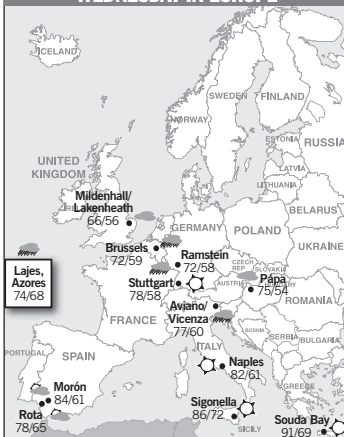 WEDNESDAY IN EUROPE
ICELAND
SWEDEN
FINLAND
NORWAY
ESTONIA
RUSSIA
LATVIA
LITHUANIA
UNITED
KINGDOM
BELARUS
Mildenhall/
Lakenheath
66/56
GERMANY
POLAND
UKRAINE
Brussels
72/59
Ramstein
72/58
CZECH
REP
SLOVAKIA
Lajes,
Azores
74/68
Stuttgart
78/58
AUSTRIA
Pápa
75/54
ROMANIA
FRANCE
Aviano/
Vicenza
77/60
BOSNIA
SERBIA
BULGARIA
ITALY
PORTUGAL
SPAIN
Naples
82/61
Morón
84/61
GREECE
Rota
78/65
Sigonella
86/72
SICILY
Souda Bay
91/69